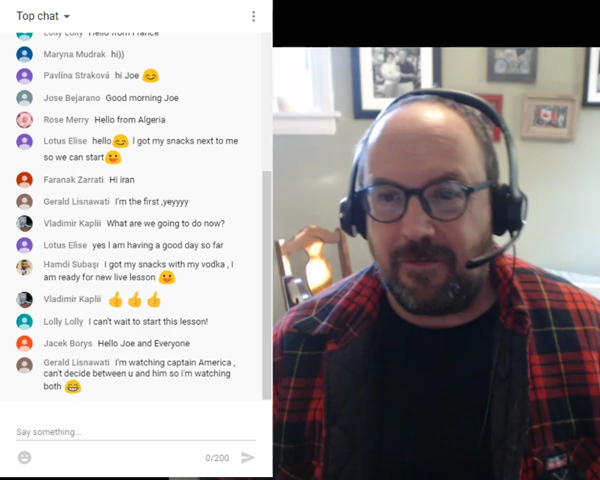 Top chat
Lolly Lolly Hello from France
Maryna Mudrak hi))
Pavlína Straková hi Joe 😊
Jose Bejarano Good morning Joe
Rose Merry Hello from Algeria
Lotus Elise hello😊 I got my snacks next to me
so we can start😃
Faranak Zarrati Hi iran
Gerald Lisnawati I'm the first ,yeyyyy
Vladimir Kaplii What are we going to do now?
Lotus Elise yes I am having a good day so far
Hamdi Subaşı I got my snacks with my vodka , I
am ready for new live lesson 😃
Vladimir Kaplii 👍👍👍
Lolly Lolly I can't wait to start this lesson!
Jacek Borys Hello Joe and Everyone
Gerald Lisnawati I'm watching captain America ,
can't decide between u and him so i'm watching
both 😂
Say something...
0/200